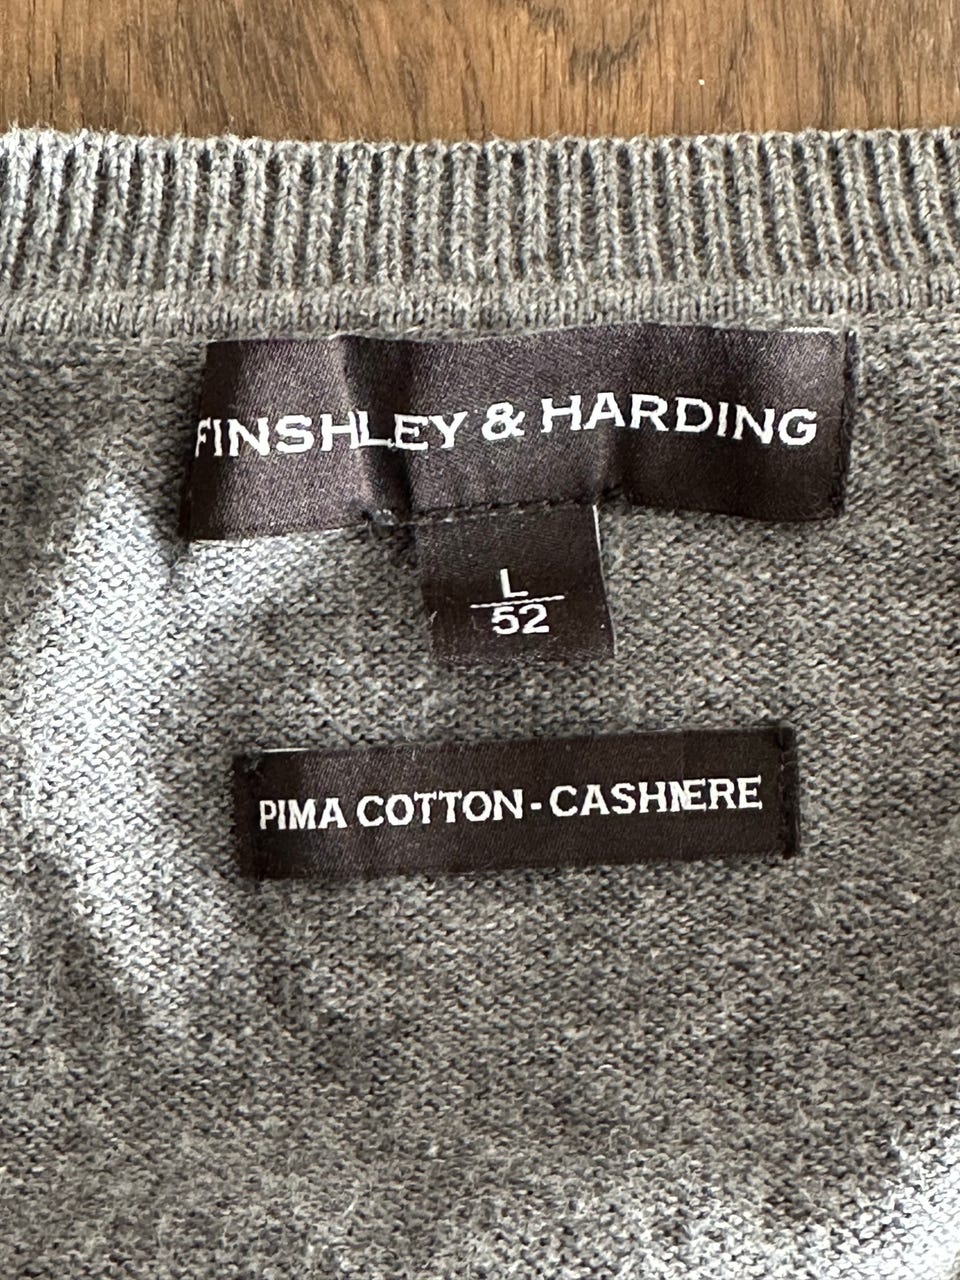 FINSHLEY & HARDING
L
52
PIMA COTTON - CASHMERE